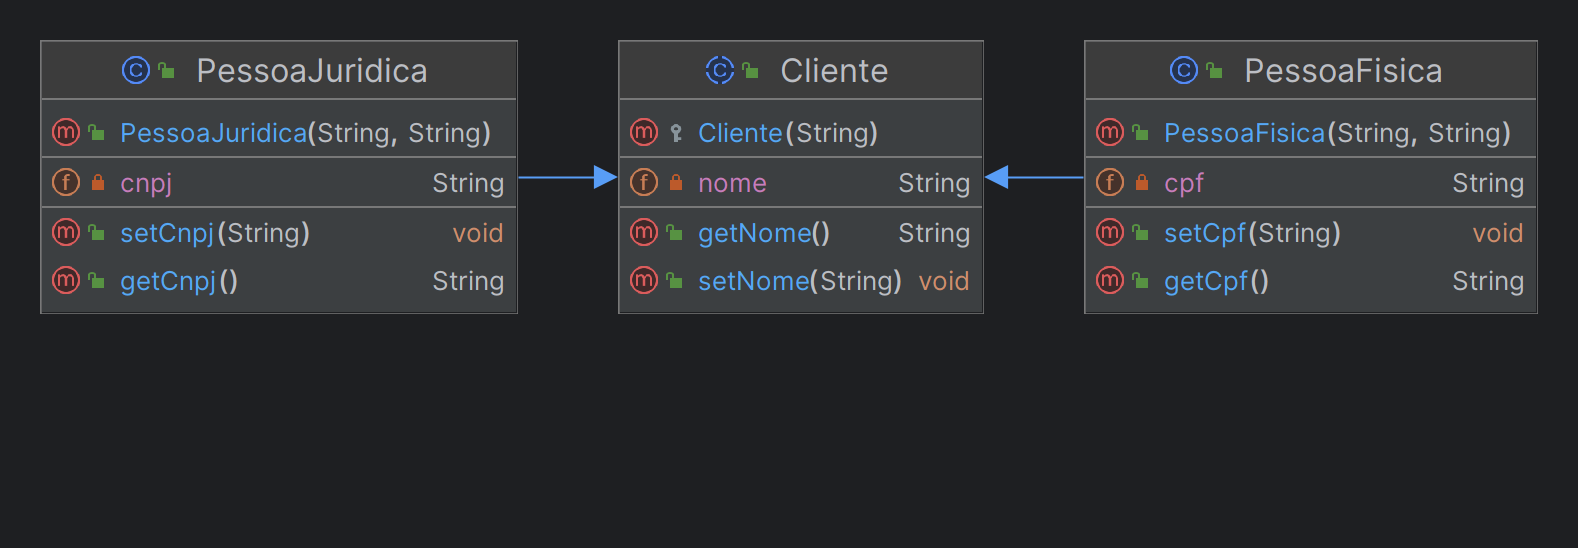 PessoaJuridica
PessoaJuridica(String, String)
cnpj String
setCnpj(String) void
getCnpj() String
Cliente
Cliente(String)
nome String
getNome() String
setNome(String) void
PessoaFisica
PessoaFisica(String, String)
cpf String
setCpf(String) void
getCpf() String